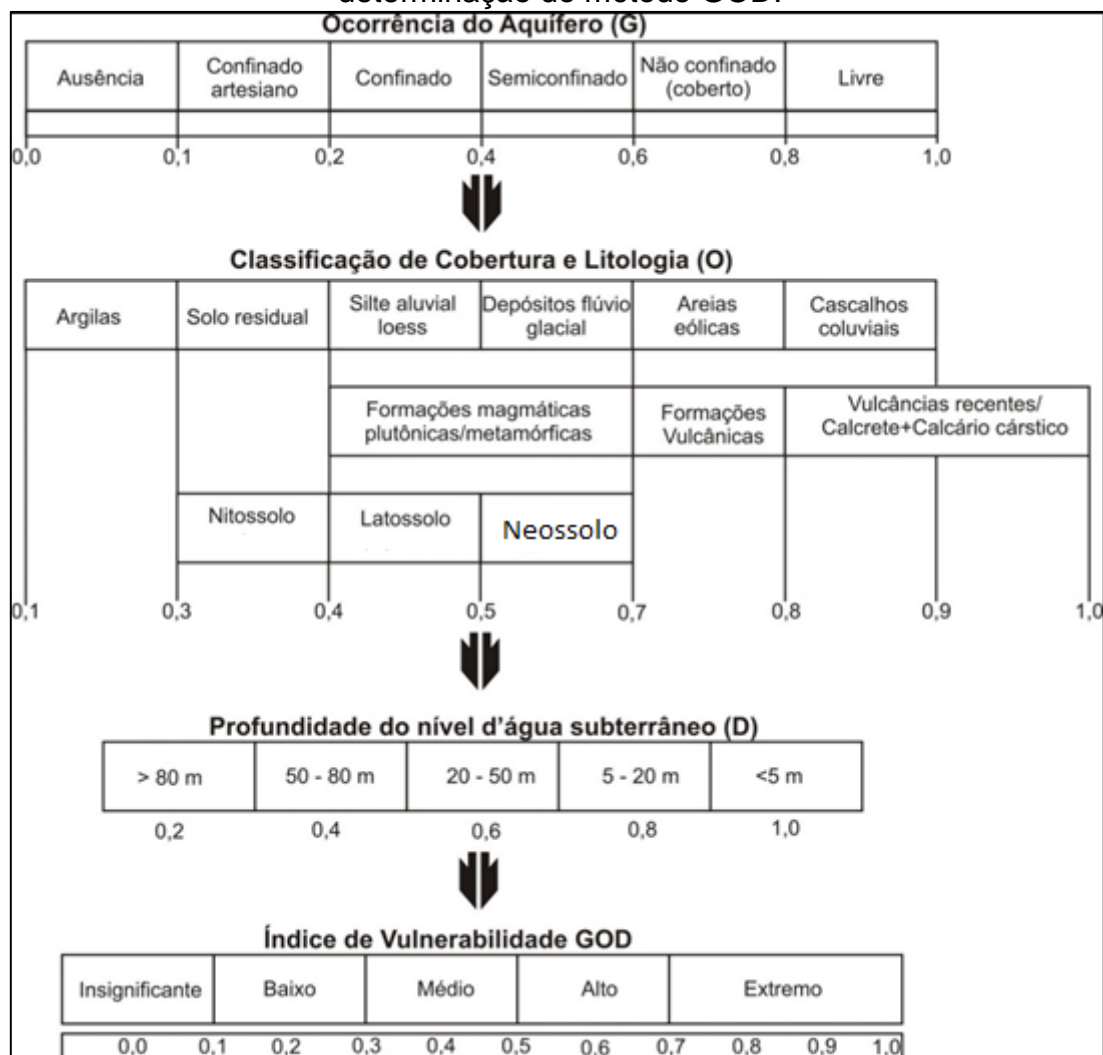 determinação do método GOD.
Ocorrência do Aquífero (G)
Ausência
Confinado
artesiano
Confinado
Semiconfinado
Não confinado
(coberto)
Livre
0,0 0,1 0,2 0,4 0,6 0,8 1,0
Classificação de Cobertura e Litologia (O)
Argilas
Solo residual
Silte aluvial
loess
Depósitos flúvio
glacial
Areias
eólicas
Cascalhos
coluviais
Formações magmáticas
plutônicas/metamórficas
Formações
Vulcânicas
Vulcâncias recentes/
Calcrete+Calcário cárstico
Nitossolo
Latossolo
Neossolo
0,1 0,3 0,4 0,5 0,7 0,8 0,9 1,0
Profundidade do nível d'água subterrâneo (D)
> 80 m 50 - 80 m 20 - 50 m 5 - 20 m <5 m
0,2 0,4 0,6 0,8 1,0
Índice de Vulnerabilidade GOD
Insignificante Baixo Médio Alto Extremo
0,0 0,1 0,2 0,3 0,4 0,5 0,6 0,7 0,8 0,9 1,0